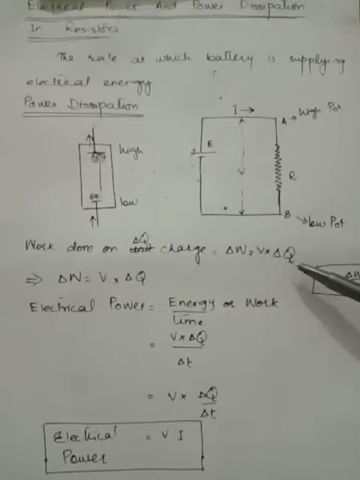 Electrical Power And Power Dissipation
In Resistors
The rate at which battery is supplying
electrical energy
Power Dissipation
I →
A → high Pot
high
E
V
R
low
B
low Pot
Work done on ΔQ charge = ΔW = V × ΔQ
ΔW
⇒ ΔW = V × ΔQ
Electrical Power = Energy or Work
time
= V × ΔQ
Δt
= V × ΔQ
Δt
Electrical = V I
Power